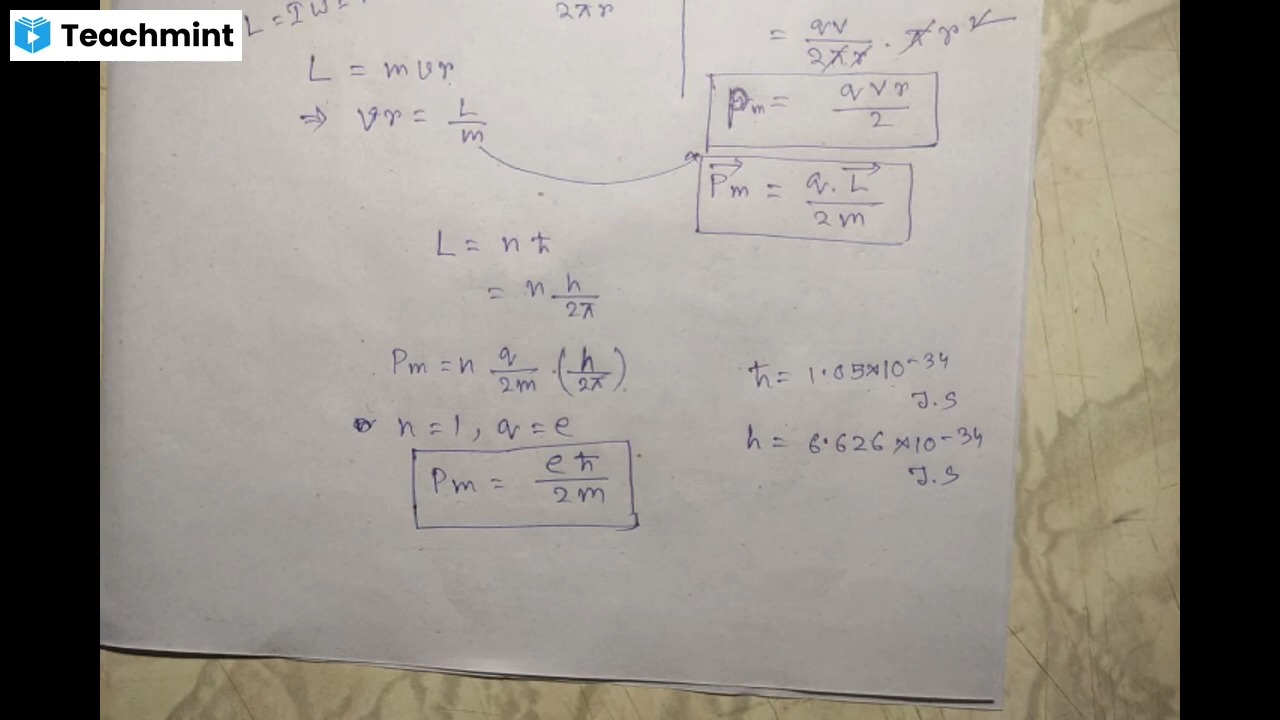 Teachmint
L = I ω =
2πr
= qv/2πr · πr²
L = mvr
⇒ vr = L/m
Pm = qvr/2
P⃗m = q.L⃗/2m
L = nħ
= n h/2π
Pm = n q/2m · (h/2π)
n = 1, q = e
Pm = eħ/2m
ħ = 1.05×10⁻³⁴
J.S
h = 6.626×10⁻³⁴
J.S